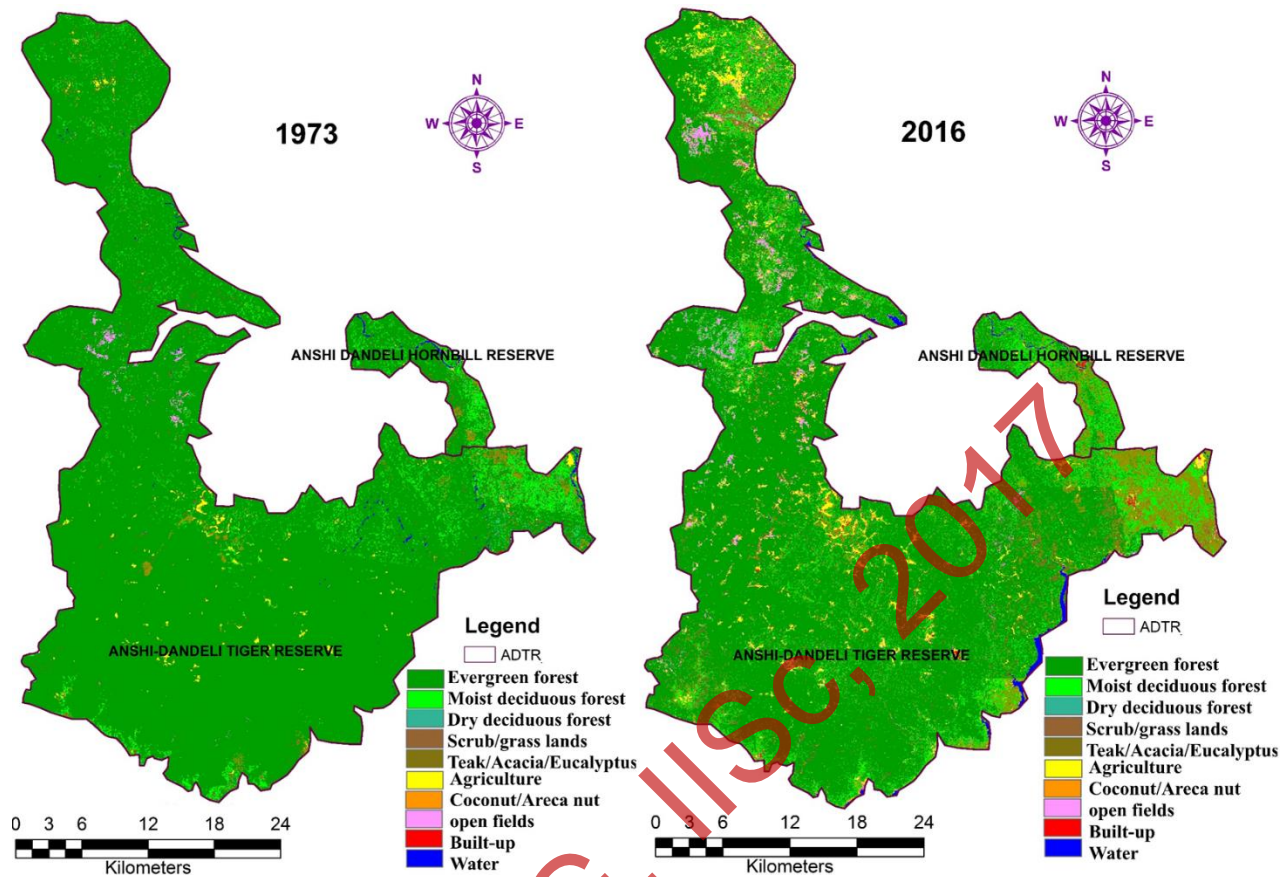 1973
N
W
E
S
ANSHI DANDELI HORNBILL RESERVE
ANSHI-DANDELI TIGER RESERVE
Legend
ADTR
Evergreen forest
Moist deciduous forest
Dry deciduous forest
Scrub/grass lands
Teak/Acacia/Eucalyptus
Agriculture
Coconut/Areca nut
open fields
Built-up
Water
0 3 6 12 18 24
Kilometers
2016
N
W
E
S
ANSHI DANDELI HORNBILL RESERVE
ANSHI-DANDELI TIGER RESERVE
Legend
ADTR
Evergreen forest
Moist deciduous forest
Dry deciduous forest
Scrub/grass lands
Teak/Acacia/Eucalyptus
Agriculture
Coconut/Areca nut
open fields
Built-up
Water
0 3 6 12 18 24
Kilometers
IISc, 2017